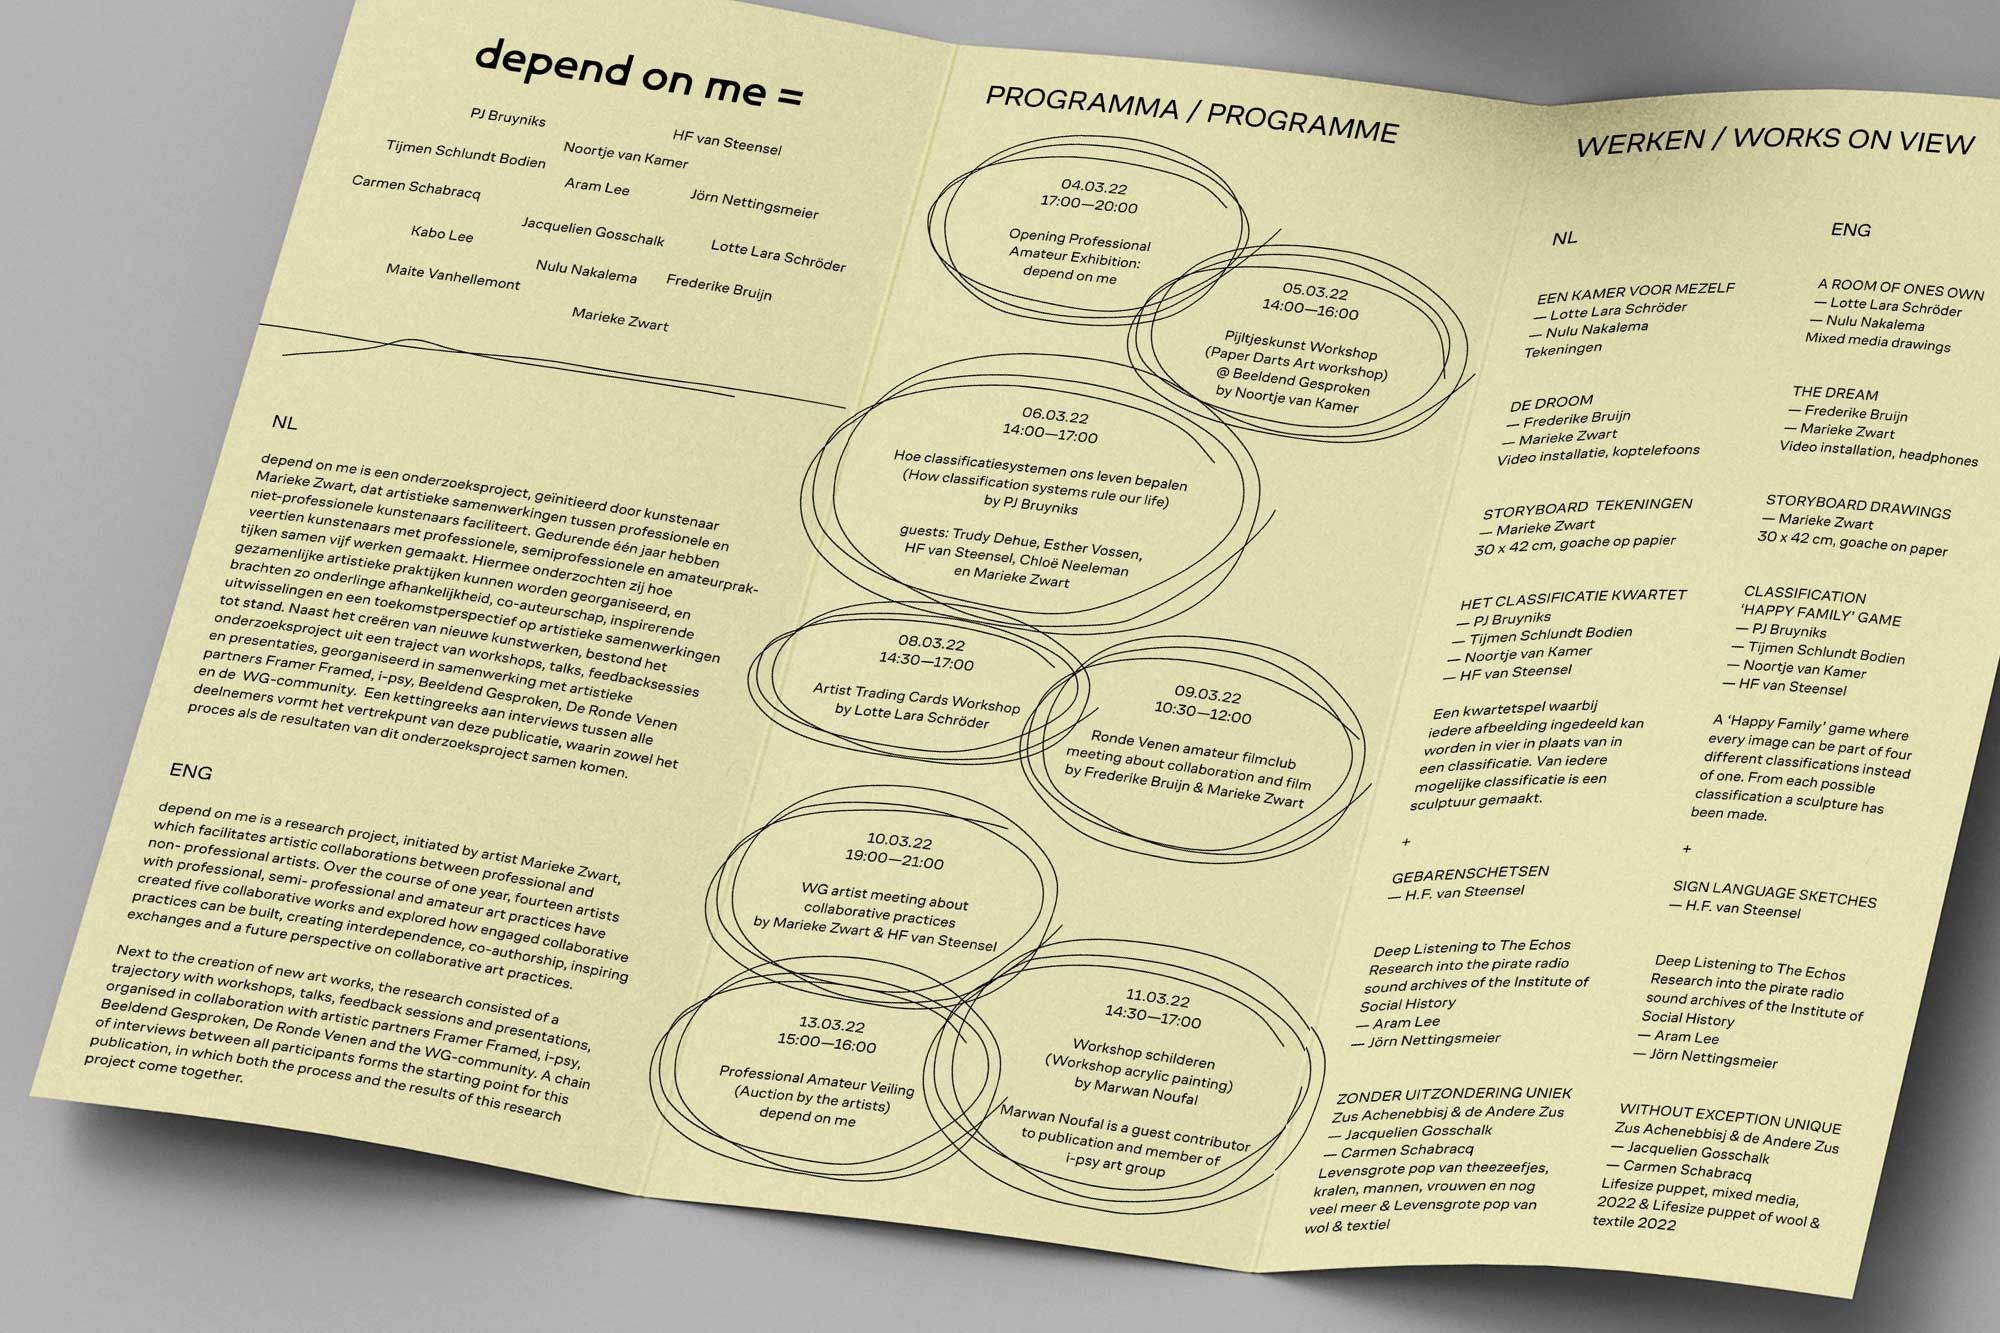 depend on me =
PJ Bruyniks
HF van Steensel
Tijmen Schlundt Bodien
Noortje van Kamer
Carmen Schabracq
Aram Lee
Jörn Nettingsmeier
Kabo Lee
Jacquelien Gosschalk
Lotte Lara Schröder
Maite Vanhellemont
Nulu Nakalema
Frederike Bruijn
Marieke Zwart
NL
depend on me is een onderzoeksproject, geïnitieerd door kunstenaar
Marieke Zwart, dat artistieke samenwerkingen tussen professionele en
niet-professionele kunstenaars faciliteert. Gedurende één jaar hebben
veertien kunstenaars met professionele, semiprofessionele en amateurprak-
tijken samen vijf werken gemaakt. Hiermee onderzochten zij hoe
gezamenlijke artistieke praktijken kunnen worden georganiseerd, en
brachten zo onderlinge afhankelijkheid, co-auteurschap, inspirerende
uitwisselingen en een toekomstperspectief op artistieke samenwerkingen
tot stand. Naast het creëren van nieuwe kunstwerken, bestond het
onderzoeksproject uit een traject van workshops, talks, feedbacksessies
en presentaties, georganiseerd in samenwerking met artistieke
partners Framer Framed, i-psy, Beeldend Gesproken, De Ronde Venen
en de WG-community. Een kettingreeks aan interviews tussen alle
deelnemers vormt het vertrekpunt van deze publicatie, waarin zowel het
proces als de resultaten van dit onderzoeksproject samen komen.
ENG
depend on me is a research project, initiated by artist Marieke Zwart,
which facilitates artistic collaborations between professional and
non- professional artists. Over the course of one year, fourteen artists
with professional, semi- professional and amateur art practices have
created five collaborative works and explored how engaged collaborative
practices can be built, creating interdependence, co-authorship, inspiring
exchanges and a future perspective on collaborative art practices.
Next to the creation of new art works, the research consisted of a
trajectory with workshops, talks, feedback sessions and presentations,
organised in collaboration with artistic partners Framer Framed, i-psy,
Beeldend Gesproken, De Ronde Venen and the WG-community. A chain
of interviews between all participants forms the starting point for this
publication, in which both the process and the results of this research
project come together.
PROGRAMMA / PROGRAMME
04.03.22
17:00—20:00
Opening Professional
Amateur Exhibition:
depend on me
05.03.22
14:00—16:00
Pijltjeskunst Workshop
(Paper Darts Art workshop)
@ Beeldend Gesproken
by Noortje van Kamer
06.03.22
14:00—17:00
Hoe classificatiesystemen ons leven bepalen
(How classification systems rule our life)
by PJ Bruyniks
guests: Trudy Dehue, Esther Vossen,
HF van Steensel, Chloë Neeleman
en Marieke Zwart
08.03.22
14:30—17:00
Artist Trading Cards Workshop
by Lotte Lara Schröder
09.03.22
10:30—12:00
Ronde Venen amateur filmclub
meeting about collaboration and film
by Frederike Bruijn & Marieke Zwart
10.03.22
19:00—21:00
WG artist meeting about
collaborative practices
by Marieke Zwart & HF van Steensel
11.03.22
14:30—17:00
Workshop schilderen
(Workshop acrylic painting)
by Marwan Noufal
Marwan Noufal is a guest contributor
to publication and member of
i-psy art group
13.03.22
15:00—16:00
Professional Amateur Veiling
(Auction by the artists)
depend on me
WERKEN / WORKS ON VIEW
NL
EEN KAMER VOOR MEZELF
— Lotte Lara Schröder
— Nulu Nakalema
Tekeningen
DE DROOM
— Frederike Bruijn
— Marieke Zwart
Video installatie, koptelefoons
STORYBOARD TEKENINGEN
— Marieke Zwart
30 x 42 cm, goache op papier
HET CLASSIFICATIE KWARTET
— PJ Bruyniks
— Tijmen Schlundt Bodien
— Noortje van Kamer
— HF van Steensel
Een kwartetspel waarbij
iedere afbeelding ingedeeld kan
worden in vier in plaats van in
een classificatie. Van iedere
mogelijke classificatie is een
sculptuur gemaakt.
+
GEBARENSCHETSEN
— H.F. van Steensel
Deep Listening to The Echos
Research into the pirate radio
sound archives of the Institute of
Social History
— Aram Lee
— Jörn Nettingsmeier
ZONDER UITZONDERING UNIEK
Zus Achenebbisj & de Andere Zus
— Jacquelien Gosschalk
— Carmen Schabracq
Levensgrote pop van theezeefjes,
kralen, mannen, vrouwen en nog
veel meer & Levensgrote pop van
wol & textiel
ENG
A ROOM OF ONES OWN
— Lotte Lara Schröder
— Nulu Nakalema
Mixed media drawings
THE DREAM
— Frederike Bruijn
— Marieke Zwart
Video installation, headphones
STORYBOARD DRAWINGS
— Marieke Zwart
30 x 42 cm, goache on paper
CLASSIFICATION
‘HAPPY FAMILY’ GAME
— PJ Bruyniks
— Tijmen Schlundt Bodien
— Noortje van Kamer
— HF van Steensel
A ‘Happy Family’ game where
every image can be part of four
different classifications instead
of one. From each possible
classification a sculpture has
been made.
+
SIGN LANGUAGE SKETCHES
— H.F. van Steensel
Deep Listening to The Echos
Research into the pirate radio
sound archives of the Institute of
Social History
— Aram Lee
— Jörn Nettingsmeier
WITHOUT EXCEPTION UNIQUE
Zus Achenebbisj & de Andere Zus
— Jacquelien Gosschalk
— Carmen Schabracq
Lifesize puppet, mixed media,
2022 & Lifesize puppet of wool &
textile 2022